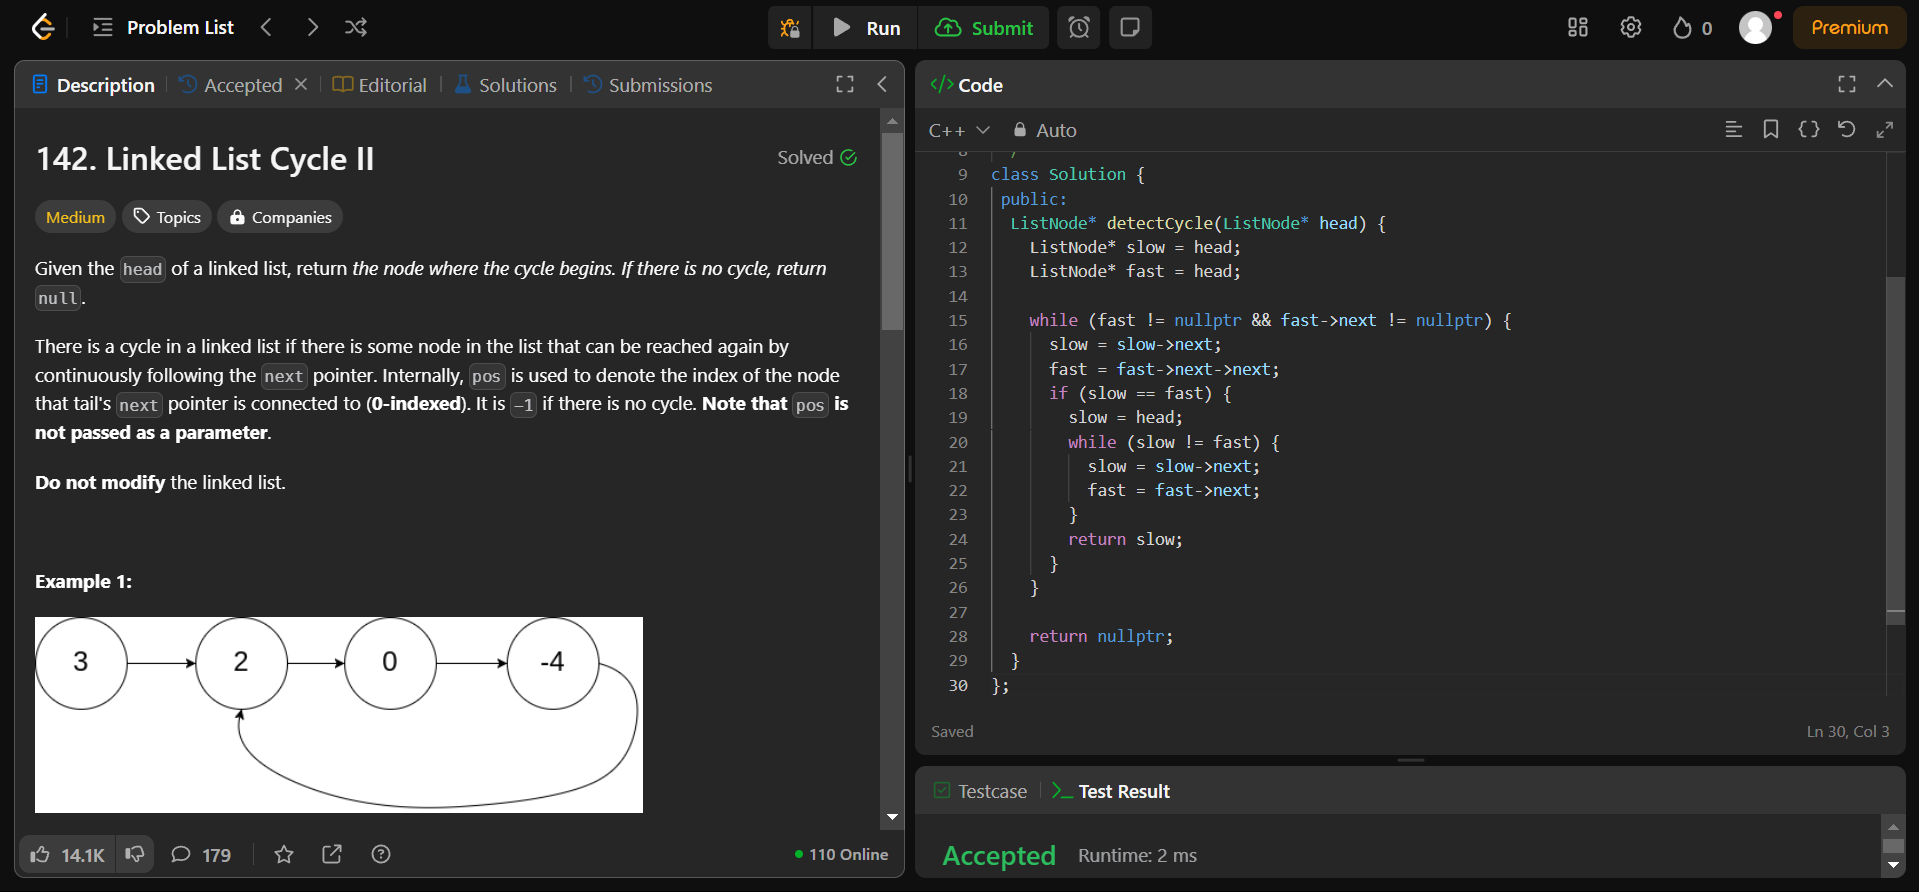 Problem List
Run
Submit
0
Premium
Description
Accepted
Editorial
Solutions
Submissions
142. Linked List Cycle II
Solved
Medium
Topics
Companies
Given the head of a linked list, return the node where the cycle begins. If there is no cycle, return
null.
There is a cycle in a linked list if there is some node in the list that can be reached again by
continuously following the next pointer. Internally, pos is used to denote the index of the node
that tail's next pointer is connected to (0-indexed). It is -1 if there is no cycle. Note that pos is
not passed as a parameter.
Do not modify the linked list.
Example 1:
3
2
0
-4
14.1K
179
110 Online
Code
C++
Auto
8 */
9 class Solution {
10 public:
11 ListNode* detectCycle(ListNode* head) {
12 ListNode* slow = head;
13 ListNode* fast = head;
14
15 while (fast != nullptr && fast->next != nullptr) {
16 slow = slow->next;
17 fast = fast->next->next;
18 if (slow == fast) {
19 slow = head;
20 while (slow != fast) {
21 slow = slow->next;
22 fast = fast->next;
23 }
24 return slow;
25 }
26 }
27
28 return nullptr;
29 }
30 };
Saved
Ln 30, Col 3
Testcase
Test Result
Accepted
Runtime: 2 ms